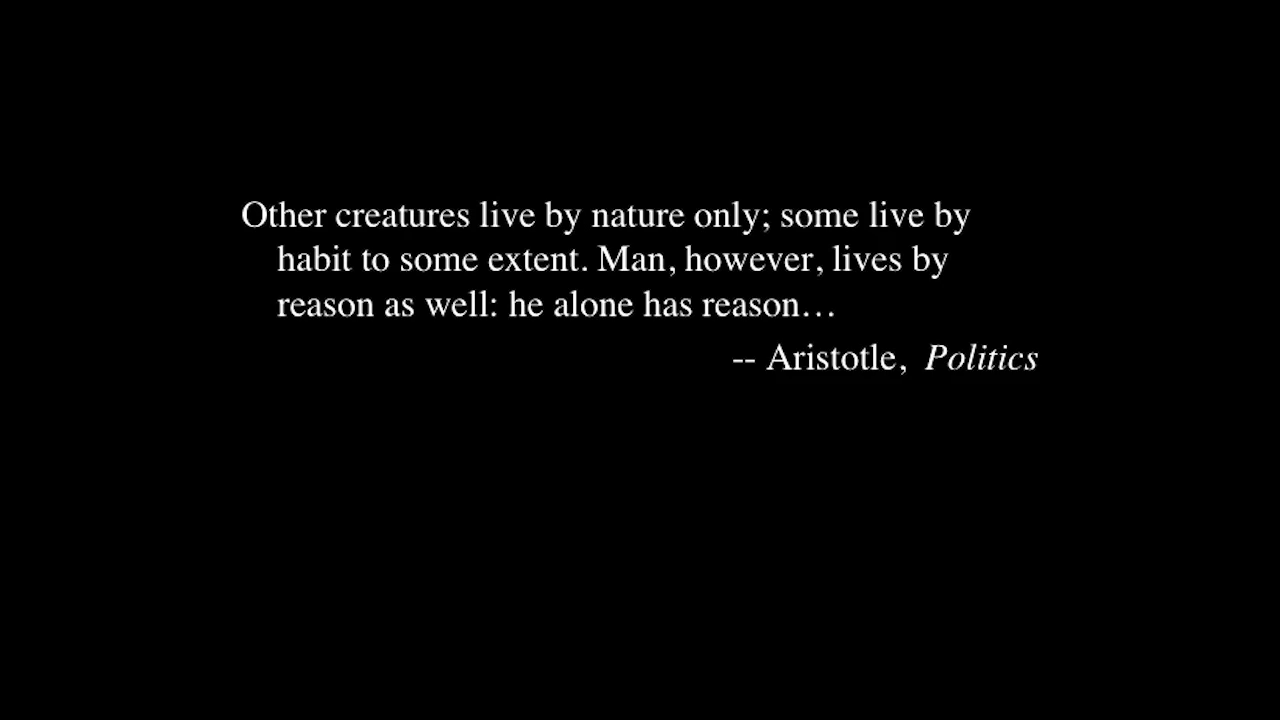 Other creatures live by nature only; some live by
habit to some extent. Man, however, lives by
reason as well: he alone has reason…
-- Aristotle, Politics